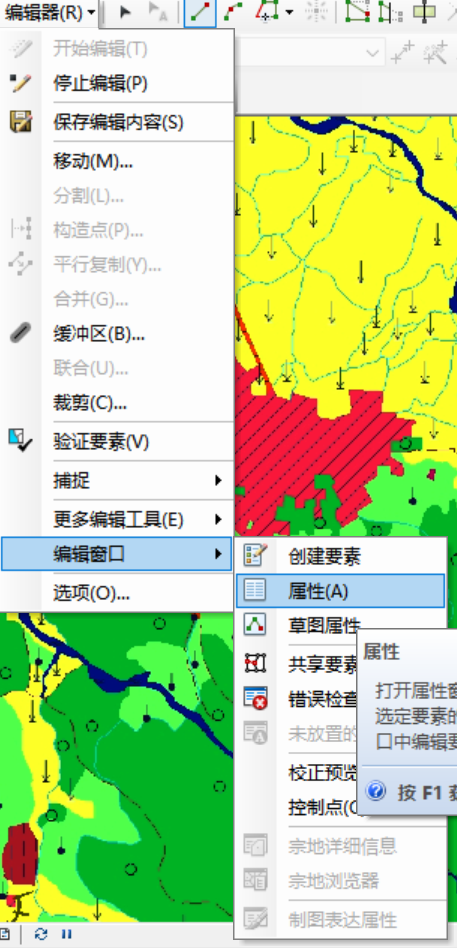 编辑器(R)
开始编辑(T)
停止编辑(P)
保存编辑内容(S)
移动(M)...
分割(L)...
构造点(P)...
平行复制(Y)...
合并(G)...
缓冲区(B)...
联合(U)...
裁剪(C)...
验证要素(V)
捕捉
更多编辑工具(E)
编辑窗口
选项(O)...
创建要素
属性(A)
草图属性
共享要素
错误检查
未放置的
校正预览
控制点(C
宗地详细信息
宗地浏览器
制图表达属性
属性
打开属性窗
选定要素的
口中编辑要
按 F1 获